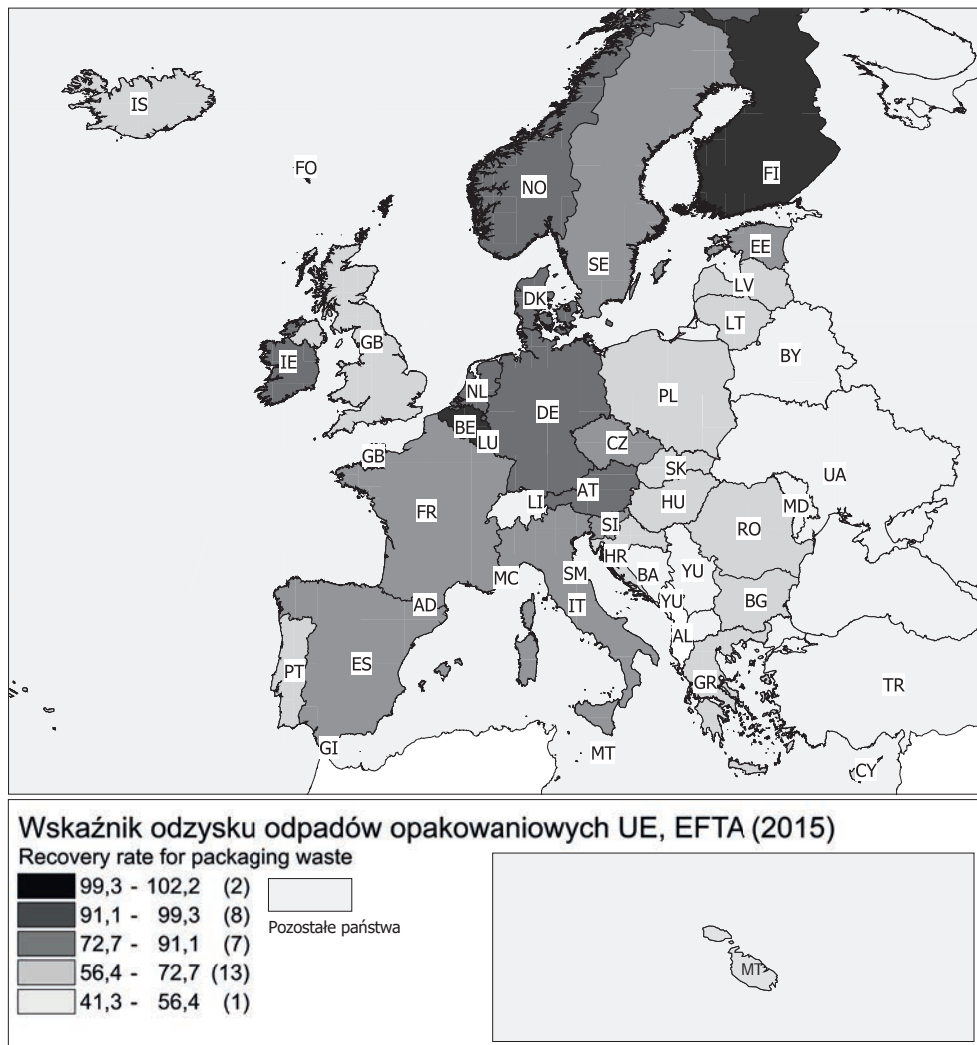 IS
FO
NO
FI
SE
EE
LV
DK
LT
GB
IE
BY
NL
PL
DE
BE
LU
CZ
GB
SK
UA
AT
LI
HU
MD
FR
SI
RO
HR
MC
SM
BA
YU
YU
BG
AD
IT
AL
ES
PT
GR
TR
GI
MT
CY
Wskaźnik odzysku odpadów opakowaniowych UE, EFTA (2015)
Recovery rate for packaging waste
99,3 - 102,2 (2)
91,1 - 99,3 (8)
72,7 - 91,1 (7)
56,4 - 72,7 (13)
41,3 - 56,4 (1)
Pozostałe państwa
MT